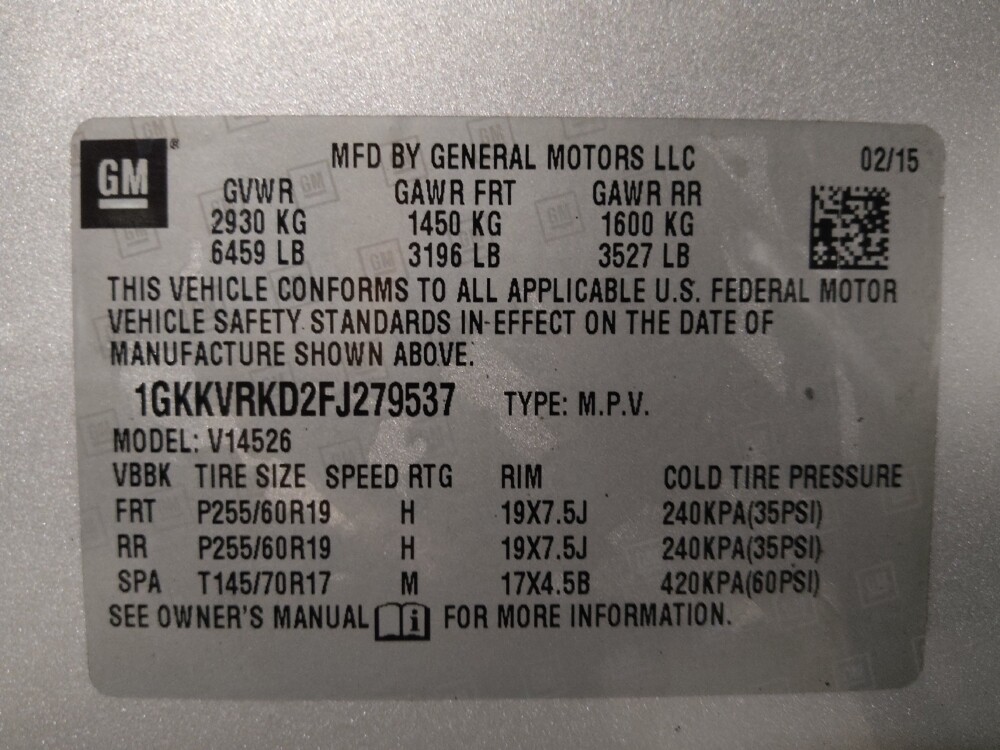 GM
MFD BY GENERAL MOTORS LLC 02/15
GVWR GAWR FRT GAWR RR
2930 KG 1450 KG 1600 KG
6459 LB 3196 LB 3527 LB
THIS VEHICLE CONFORMS TO ALL APPLICABLE U.S. FEDERAL MOTOR
VEHICLE SAFETY STANDARDS IN EFFECT ON THE DATE OF
MANUFACTURE SHOWN ABOVE.
1GKKVRKD2FJ279537 TYPE: M.P.V.
MODEL: V14526
VBBK TIRE SIZE SPEED RTG RIM COLD TIRE PRESSURE
FRT P255/60R19 H 19X7.5J 240KPA(35PSI)
RR P255/60R19 H 19X7.5J 240KPA(35PSI)
SPA T145/70R17 M 17X4.5B 420KPA(60PSI)
SEE OWNER'S MANUAL i FOR MORE INFORMATION.